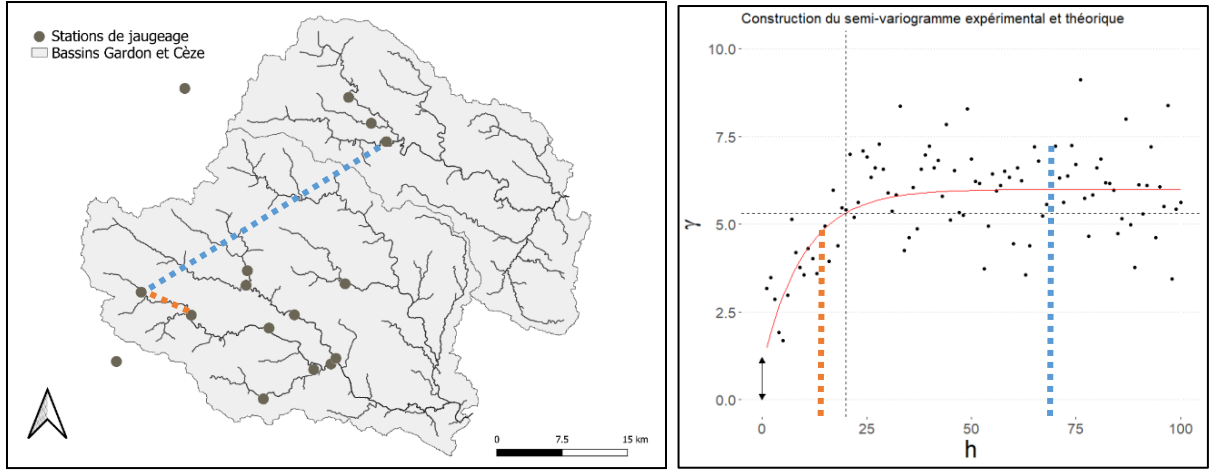 Stations de jaugeage
Bassins Gardon et Cèze
0 7.5 15 km
Construction du semi-variogramme expérimental et théorique
10.0
7.5
5.0
2.5
0.0
γ
0 25 50 75 100
h